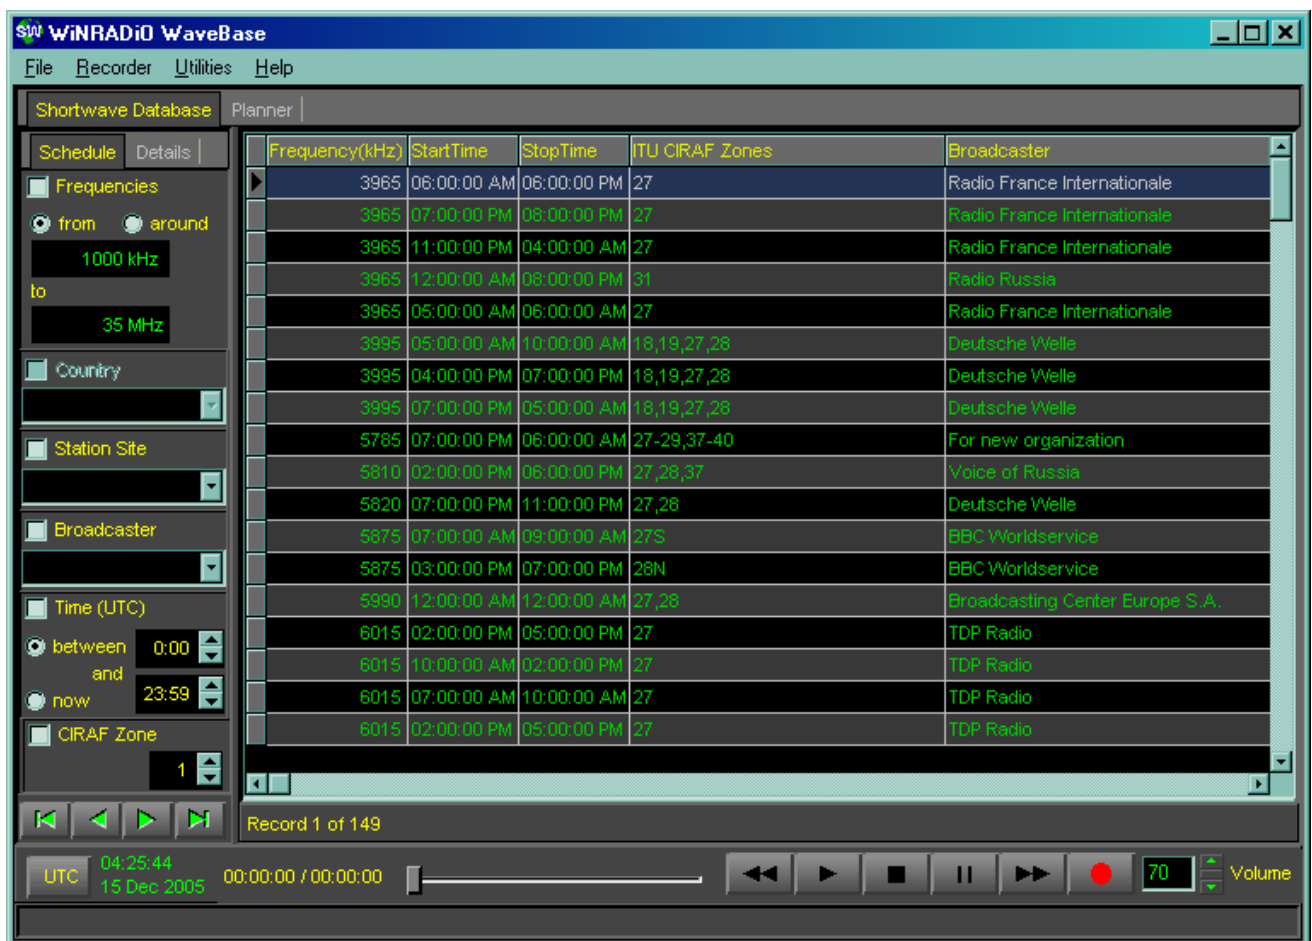 WiNRADiO WaveBase
File Recorder Utilities Help
Shortwave Database Planner
Schedule Details
Frequencies
from around
1000 kHz
to
35 MHz
Country
Station Site
Broadcaster
Time (UTC)
between 0:00
and
now 23:59
CIRAF Zone
1
Frequency(kHz) StartTime StopTime ITU CIRAF Zones Broadcaster
3965 06:00:00 AM 06:00:00 PM 27 Radio France Internationale
3965 07:00:00 PM 08:00:00 PM 27 Radio France Internationale
3965 11:00:00 PM 04:00:00 AM 27 Radio France Internationale
3965 12:00:00 AM 08:00:00 PM 31 Radio Russia
3965 05:00:00 AM 06:00:00 AM 27 Radio France Internationale
3995 05:00:00 AM 10:00:00 AM 18,19,27,28 Deutsche Welle
3995 04:00:00 PM 07:00:00 PM 18,19,27,28 Deutsche Welle
3995 07:00:00 PM 05:00:00 AM 18,19,27,28 Deutsche Welle
5785 07:00:00 PM 06:00:00 AM 27-29,37-40 For new organization
5810 02:00:00 PM 06:00:00 PM 27,28,37 Voice of Russia
5820 07:00:00 PM 11:00:00 PM 27,28 Deutsche Welle
5875 07:00:00 AM 09:00:00 AM 27S BBC Worldservice
5875 03:00:00 PM 07:00:00 PM 28N BBC Worldservice
5990 12:00:00 AM 12:00:00 AM 27,28 Broadcasting Center Europe S.A.
6015 02:00:00 PM 05:00:00 PM 27 TDP Radio
6015 10:00:00 AM 02:00:00 PM 27 TDP Radio
6015 07:00:00 AM 10:00:00 AM 27 TDP Radio
6015 02:00:00 PM 05:00:00 PM 27 TDP Radio
Record 1 of 149
UTC
04:25:44
15 Dec 2005
00:00:00 / 00:00:00
70 Volume